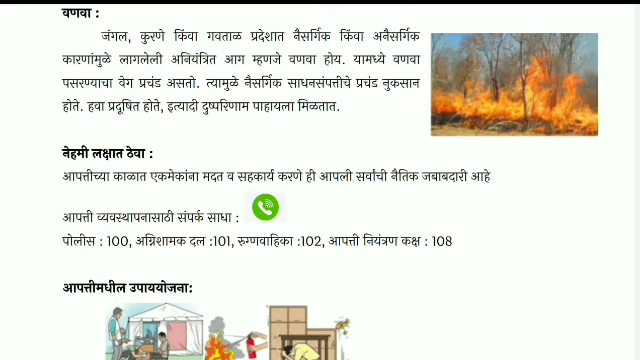 वणवा :
जंगल, कुरणे किंवा गवताळ प्रदेशात नैसर्गिक किंवा अनैसर्गिक
कारणांमुळे लागलेली अनियंत्रित आग म्हणजे वणवा होय. यामध्ये वणवा
पसरण्याचा वेग प्रचंड असतो. त्यामुळे नैसर्गिक साधनसंपत्तीचे प्रचंड नुकसान
होते. हवा प्रदूषित होते, इत्यादी दुष्परिणाम पाहायला मिळतात.
नेहमी लक्षात ठेवा :
आपत्तीच्या काळात एकमेकांना मदत व सहकार्य करणे ही आपली सर्वांची नैतिक जबाबदारी आहे
आपत्ती व्यवस्थापनासाठी संपर्क साधा :
पोलीस : 100, अग्निशामक दल :101, रुग्णवाहिका :102, आपत्ती नियंत्रण कक्ष : 108
आपत्तीमधील उपाययोजना: